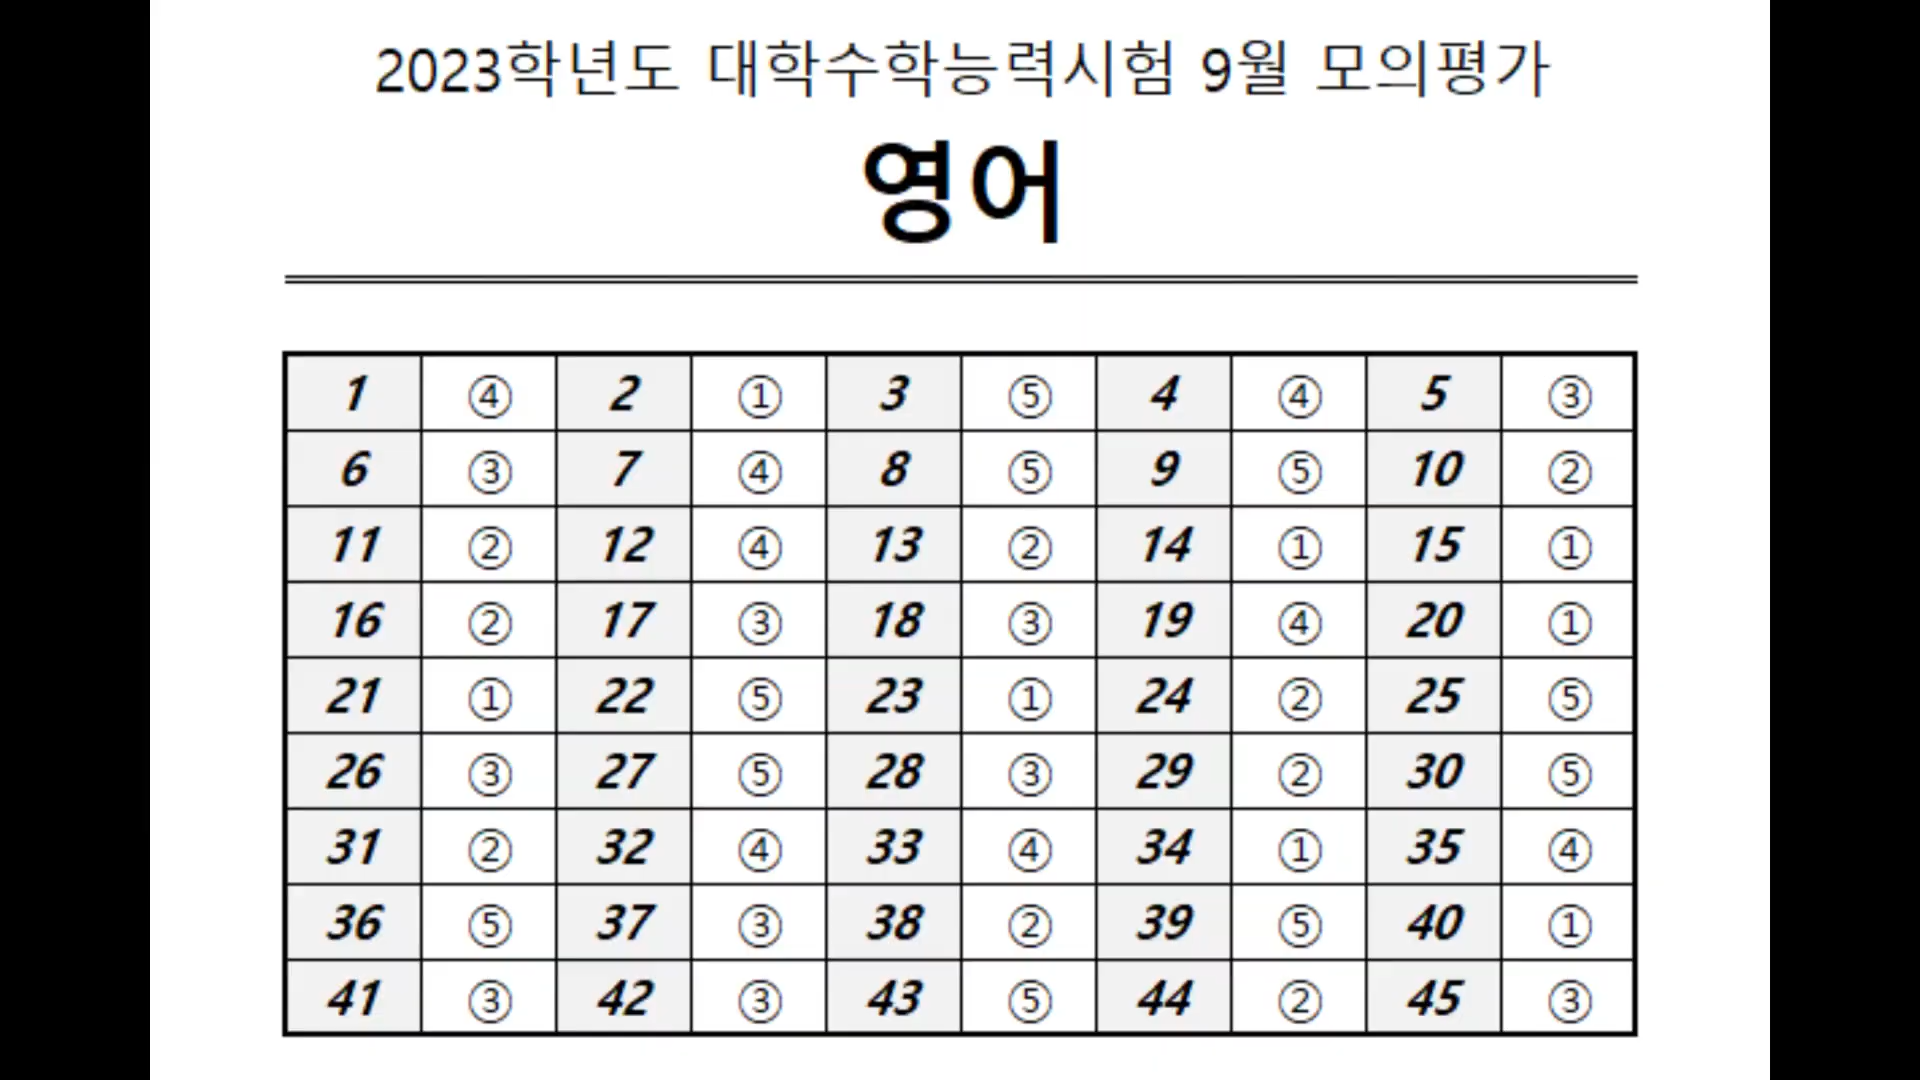 2023학년도 대학수학능력시험 9월 모의평가
영어
1 ④ 2 ① 3 ⑤ 4 ④ 5 ③
6 ③ 7 ④ 8 ⑤ 9 ⑤ 10 ②
11 ② 12 ④ 13 ② 14 ① 15 ①
16 ② 17 ③ 18 ③ 19 ④ 20 ①
21 ① 22 ⑤ 23 ① 24 ② 25 ⑤
26 ③ 27 ⑤ 28 ③ 29 ② 30 ⑤
31 ② 32 ④ 33 ④ 34 ① 35 ④
36 ⑤ 37 ③ 38 ② 39 ⑤ 40 ①
41 ③ 42 ③ 43 ⑤ 44 ② 45 ③